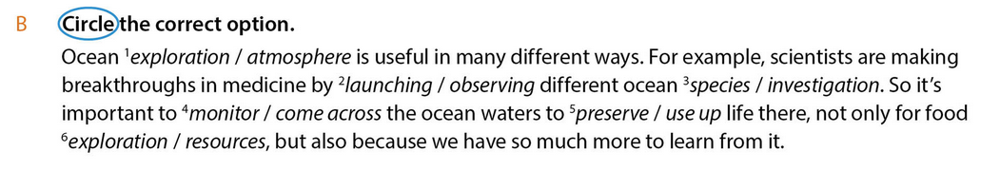 B Circle the correct option.
Ocean ¹exploration / atmosphere is useful in many different ways. For example, scientists are making
breakthroughs in medicine by ²launching / observing different ocean ³species / investigation. So it's
important to ⁴monitor / come across the ocean waters to ⁵preserve / use up life there, not only for food
⁶exploration / resources, but also because we have so much more to learn from it.